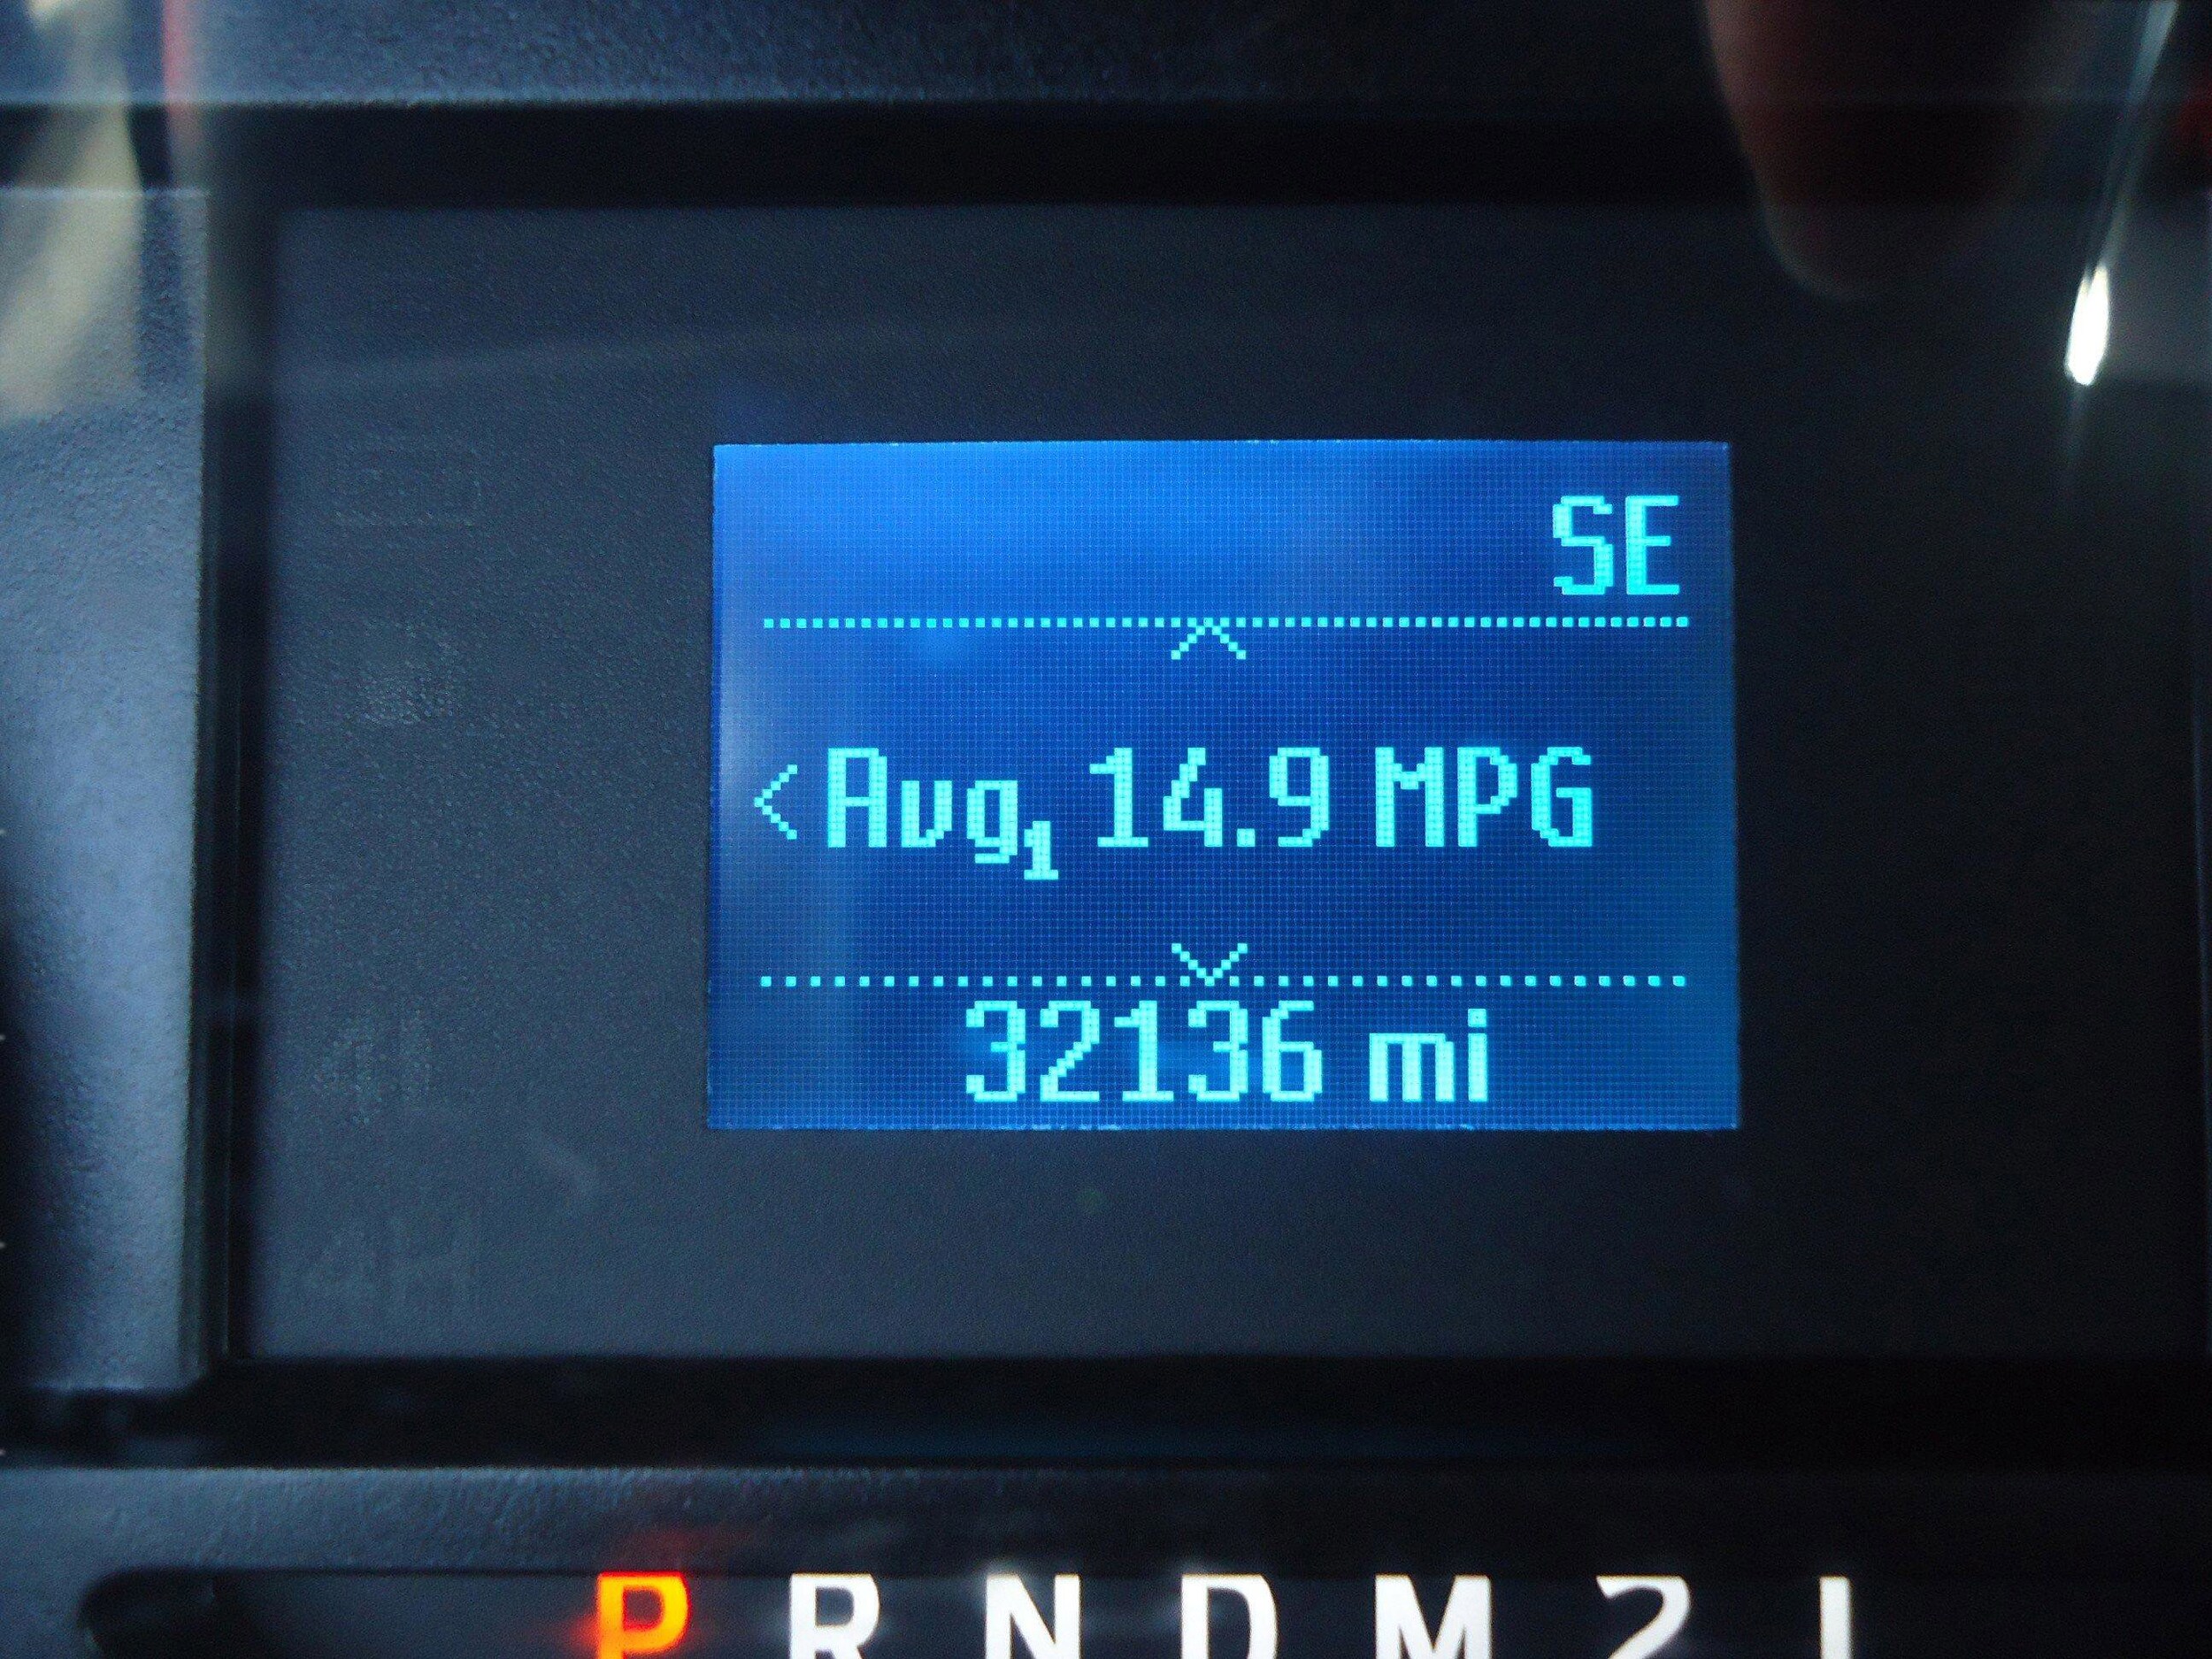 SE
< Avg1 14.9 MPG
32136 mi
P R N D M 2 1